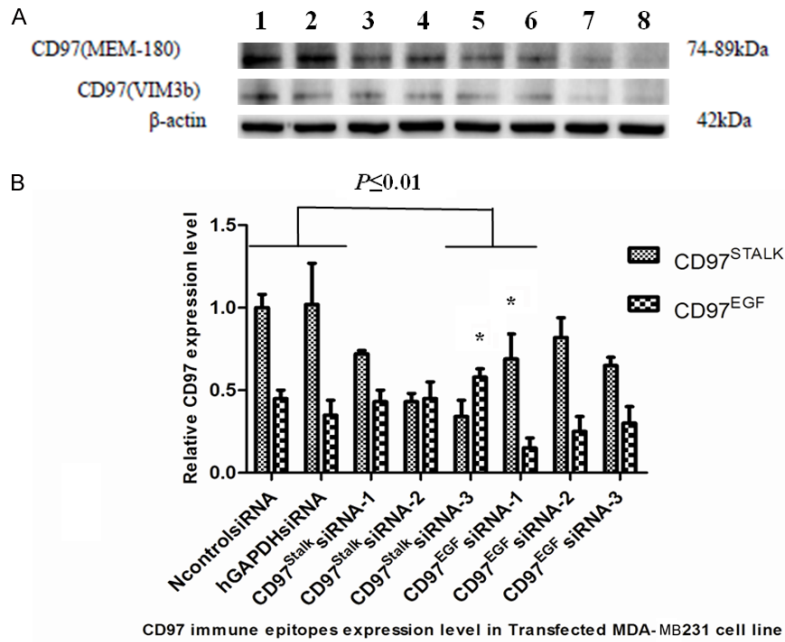 A
1 2 3 4 5 6 7 8
CD97(MEM-180) 74-89kDa
CD97(VIM3b)
β-actin 42kDa
B
P≤0.01
1.5
1.0
0.5
0.0
Relative CD97 expression level
CD97STALK
CD97EGF
*
*
NcontrolsiRNA
hGAPDHsiRNA
CD97Stalk siRNA-1
CD97Stalk siRNA-2
CD97Stalk siRNA-3
CD97EGF siRNA-1
CD97EGF siRNA-2
CD97EGF siRNA-3
CD97 immune epitopes expression level in Transfected MDA-MB231 cell line